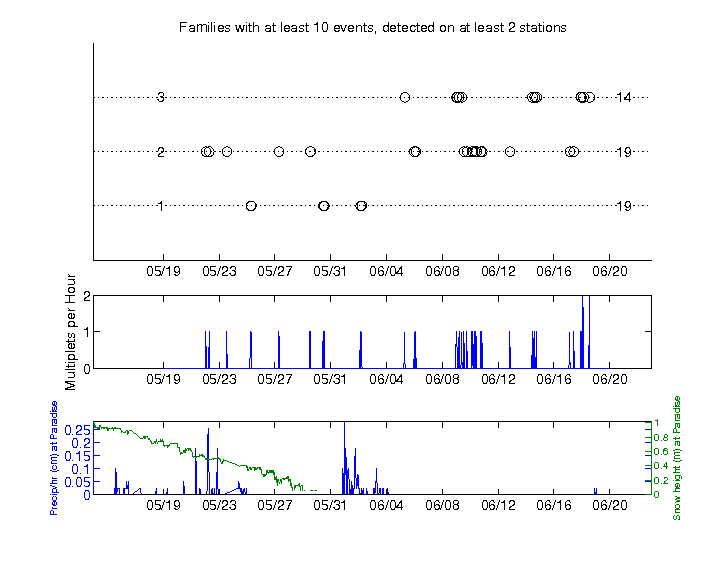 Families with at least 10 events, detected on at least 2 stations
3 14
2 19
1 19
05/19 05/23 05/27 05/31 06/04 06/08 06/12 06/16 06/20
Multiplets per Hour
2
1
0
05/19 05/23 05/27 05/31 06/04 06/08 06/12 06/16 06/20
Precip/hr (cm) at Paradise
0.25
0.2
0.15
0.1
0.05
0
1
0.8
0.6
0.4
0.2
0
Snow height (m) at Paradise
05/19 05/23 05/27 05/31 06/04 06/08 06/12 06/16 06/20